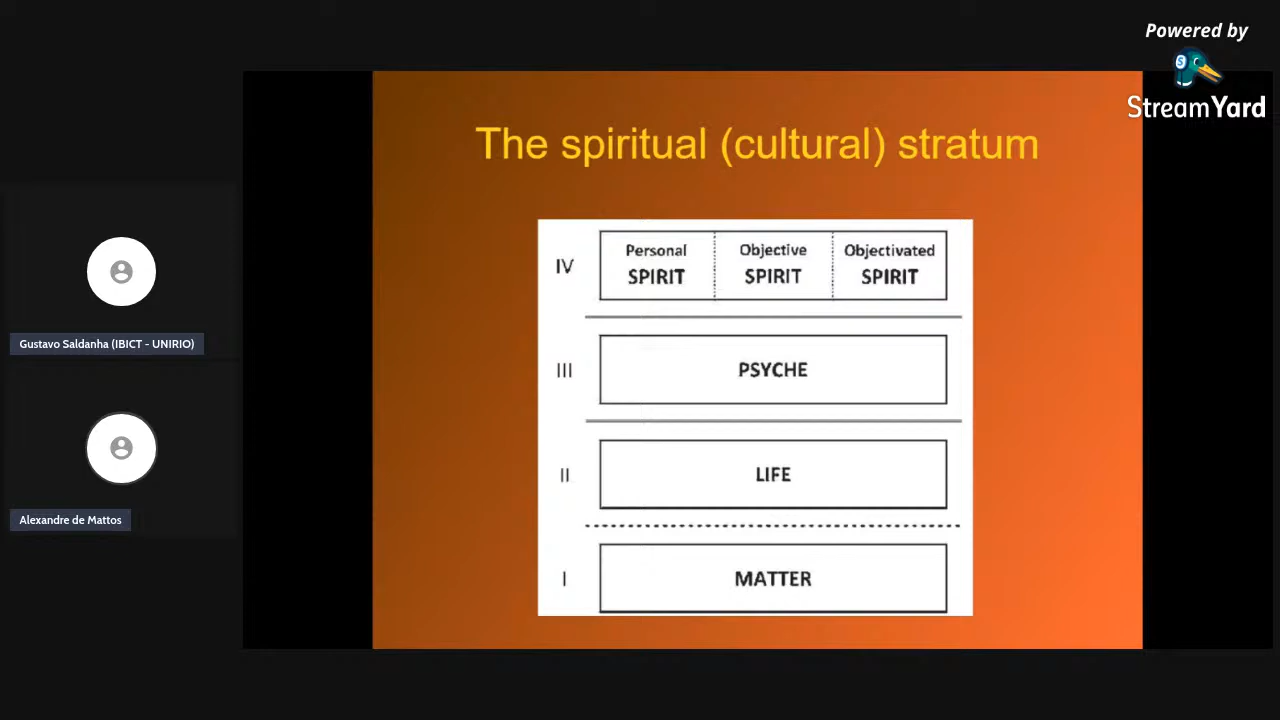 Powered by
StreamYard
The spiritual (cultural) stratum
IV
Personal
SPIRIT
Objective
SPIRIT
Objectivated
SPIRIT
III
PSYCHE
II
LIFE
I
MATTER
Gustavo Saldanha (IBICT - UNIRIO)
Alexandre de Mattos